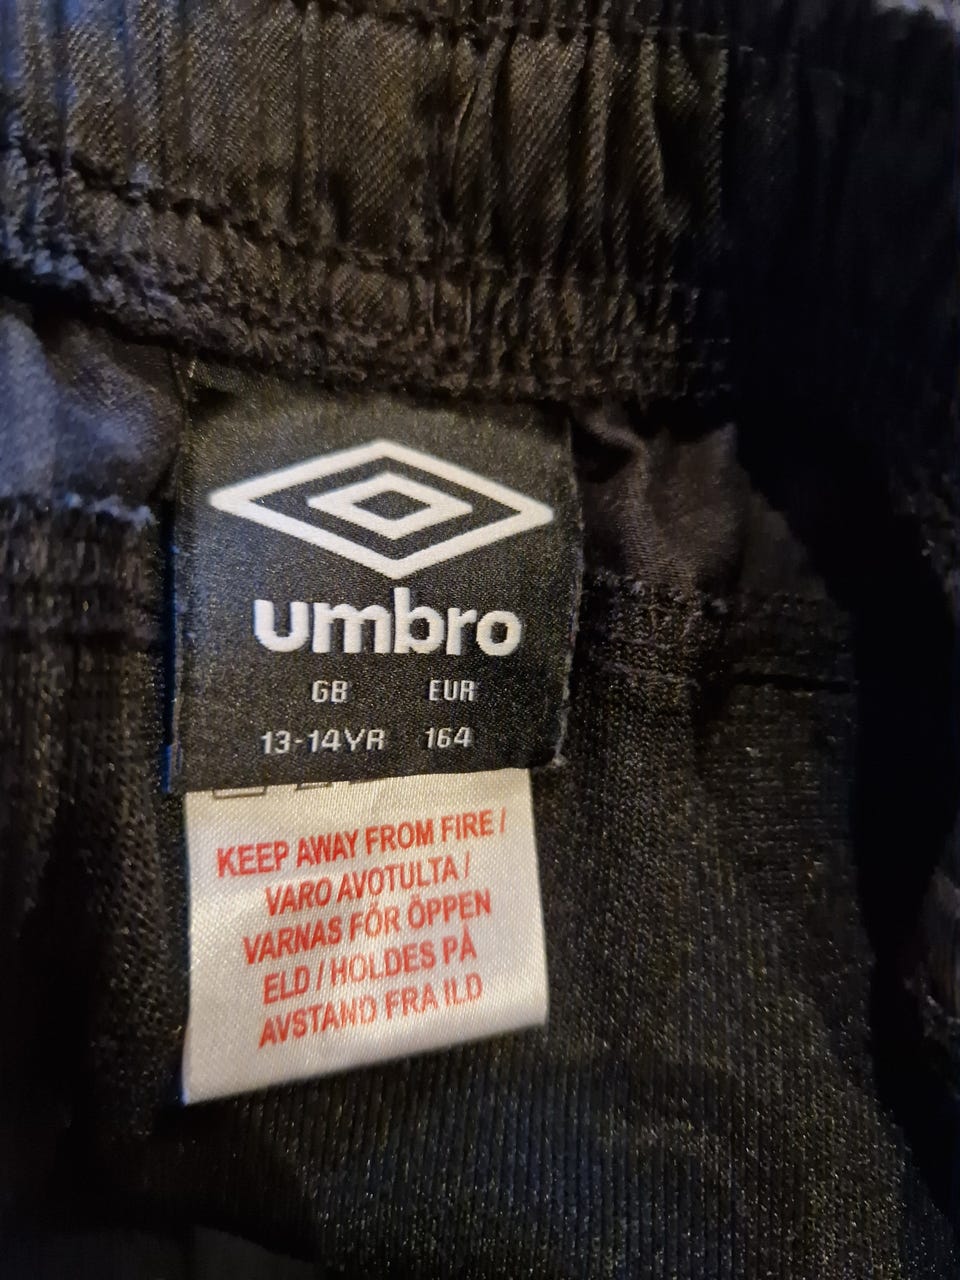 umbro
GB EUR
13-14YR 164
KEEP AWAY FROM FIRE /
VARO AVOTULTA /
VARNAS FÓR ÖPPEN
ELD / HOLDES PÅ
AVSTAND FRA ILD